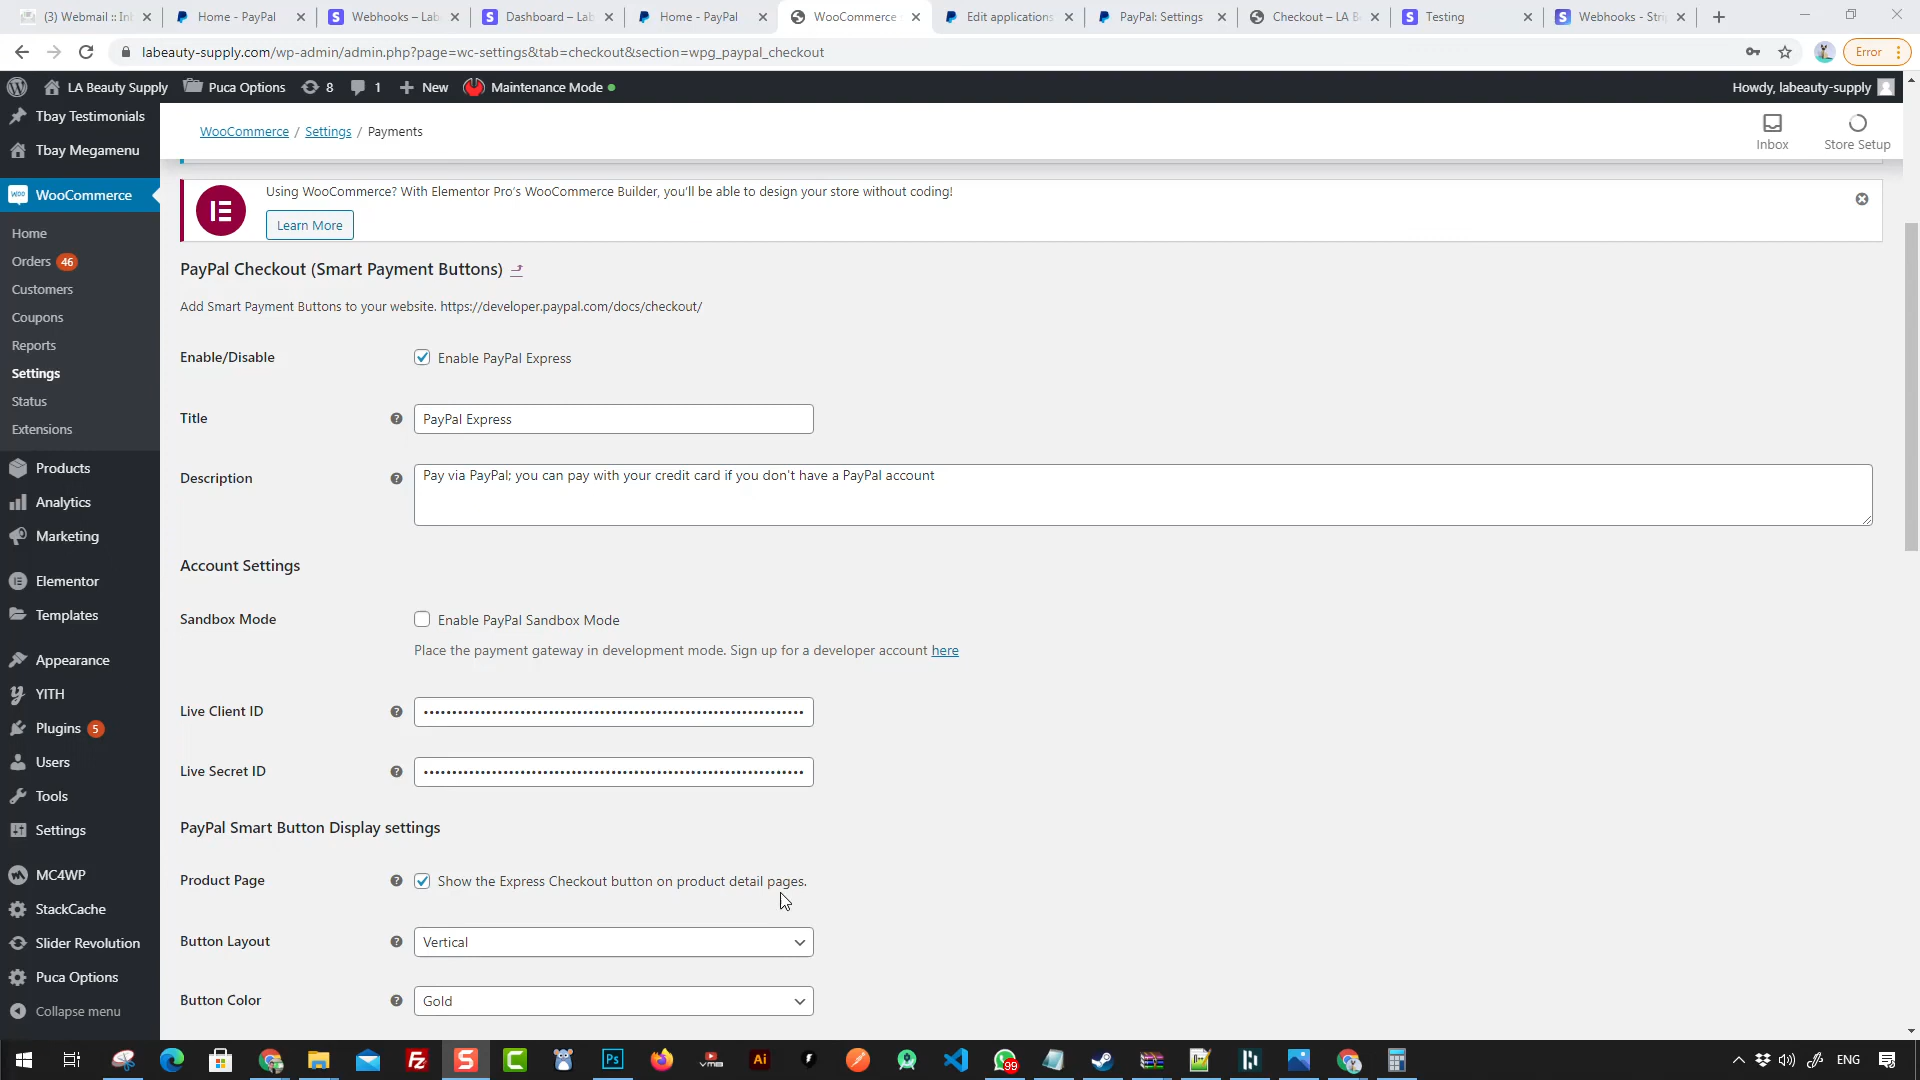 (3) Webmail :: Inb
Home - PayPal
Webhooks – Lab
Dashboard – Lab
Home - PayPal
WooCommerce
Edit applications
PayPal: Settings
Checkout – LA B
Testing
Webhooks - Strip
labeauty-supply.com/wp-admin/admin.php?page=wc-settings&tab=checkout&section=wpg_paypal_checkout
Error
LA Beauty Supply
Puca Options
8
1
New
Maintenance Mode
Howdy, labeauty-supply
Tbay Testimonials
Tbay Megamenu
WooCommerce
Home
Orders 46
Customers
Coupons
Reports
Settings
Status
Extensions
Products
Analytics
Marketing
Elementor
Templates
Appearance
YITH
Plugins 5
Users
Tools
Settings
MC4WP
StackCache
Slider Revolution
Puca Options
Collapse menu
WooCommerce / Settings / Payments
Inbox
Store Setup
Using WooCommerce? With Elementor Pro's WooCommerce Builder, you'll be able to design your store without coding!
Learn More
PayPal Checkout (Smart Payment Buttons)
Add Smart Payment Buttons to your website. https://developer.paypal.com/docs/checkout/
Enable/Disable
Enable PayPal Express
Title
PayPal Express
Description
Pay via PayPal; you can pay with your credit card if you don't have a PayPal account
Account Settings
Sandbox Mode
Enable PayPal Sandbox Mode
Place the payment gateway in development mode. Sign up for a developer account here
Live Client ID
Live Secret ID
PayPal Smart Button Display settings
Product Page
Show the Express Checkout button on product detail pages.
Button Layout
Vertical
Button Color
Gold
99
ENG